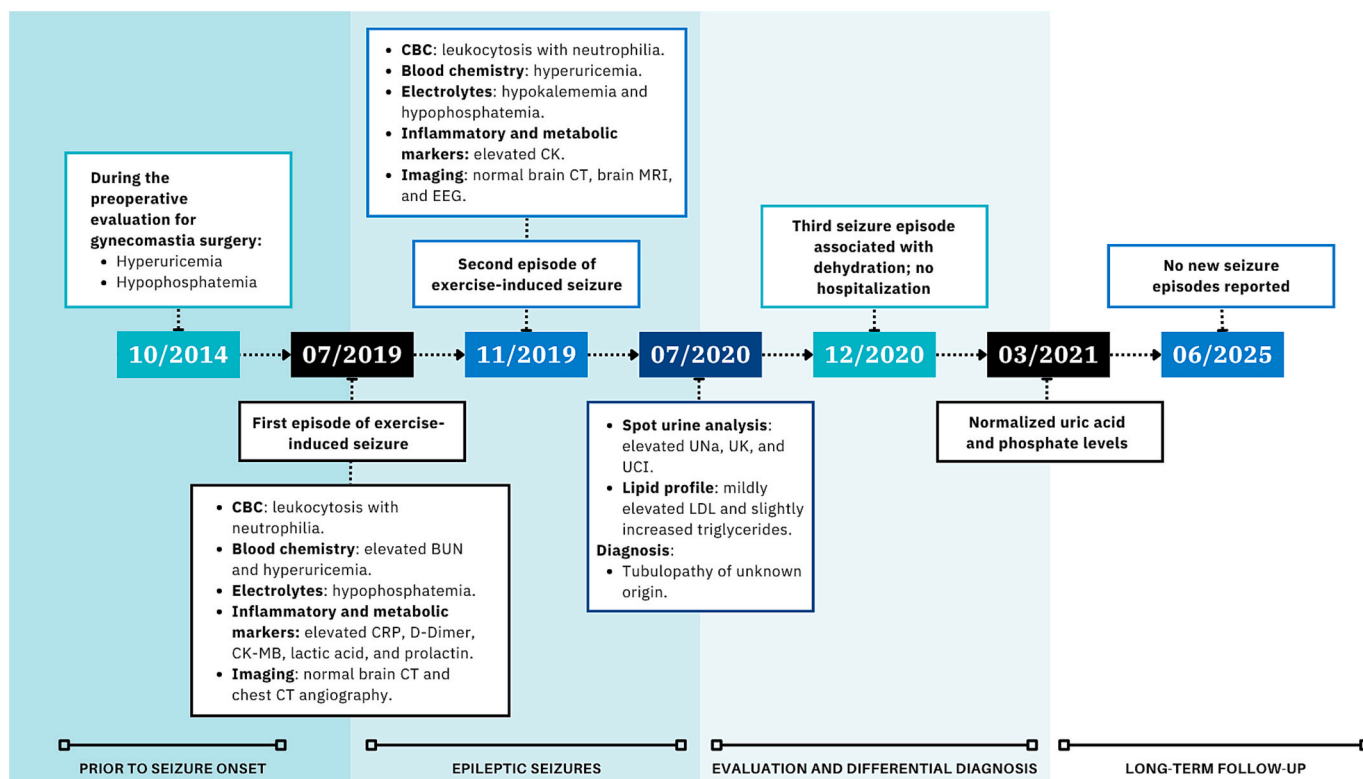 During the
preoperative
evaluation for
gynecomastia surgery:
• Hyperuricemia
• Hypophosphatemia
10/2014
07/2019
First episode of exercise-
induced seizure
• CBC: leukocytosis with
neutrophilia.
• Blood chemistry: elevated BUN
and hyperuricemia.
• Electrolytes: hypophosphatemia.
• Inflammatory and metabolic
markers: elevated CRP, D-Dimer,
CK-MB, lactic acid, and prolactin.
• Imaging: normal brain CT and
chest CT angiography.
• CBC: leukocytosis with neutrophilia.
• Blood chemistry: hyperuricemia.
• Electrolytes: hypokalememia and
hypophosphatemia.
• Inflammatory and metabolic
markers: elevated CK.
• Imaging: normal brain CT, brain MRI,
and EEG.
Second episode of
exercise-induced seizure
11/2019
07/2020
• Spot urine analysis:
elevated UNa, UK, and
UCI.
• Lipid profile: mildly
elevated LDL and slightly
increased triglycerides.
Diagnosis:
• Tubulopathy of unknown
origin.
Third seizure episode
associated with
dehydration; no
hospitalization
12/2020
03/2021
Normalized uric acid
and phosphate levels
No new seizure
episodes reported
06/2025
PRIOR TO SEIZURE ONSET
EPILEPTIC SEIZURES
EVALUATION AND DIFFERENTIAL DIAGNOSIS
LONG-TERM FOLLOW-UP